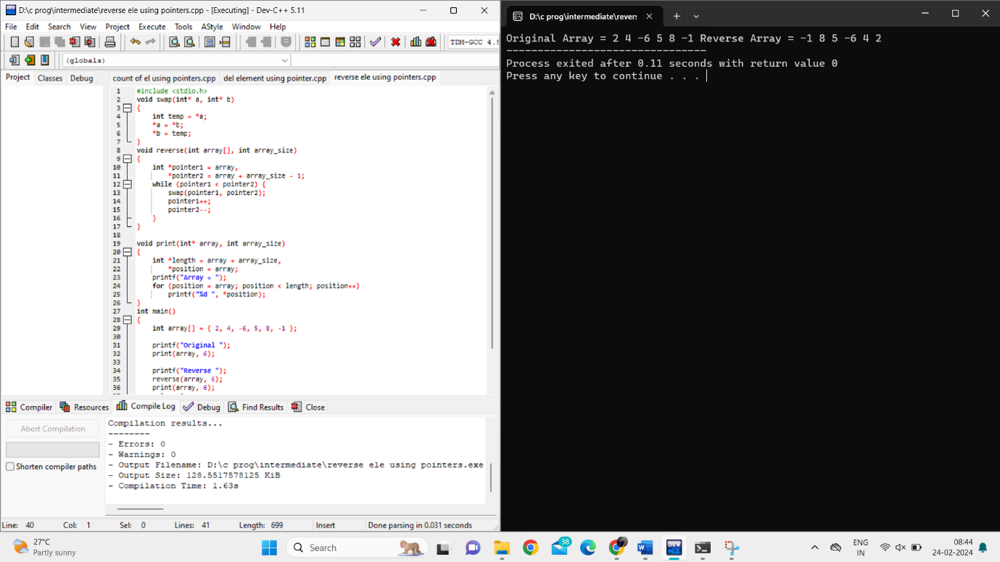 D:\c prog\intermediate\reverse ele using pointers.cpp - [Executing] - Dev-C++ 5.11
File Edit Search View Project Execute Tools AStyle Window Help
TDM-GCC 4.9
(globals)
Project Classes Debug
count of el using pointers.cpp del element using pointer.cpp reverse ele using pointers.cpp
1 #include <stdio.h>
2 void swap(int* a, int* b)
3 {
4 int temp = *a;
5 *a = *b;
6 *b = temp;
7 }
8 void reverse(int array[], int array_size)
9 {
10 int *pointer1 = array,
11 *pointer2 = array + array_size - 1;
12 while (pointer1 < pointer2) {
13 swap(pointer1, pointer2);
14 pointer1++;
15 pointer2--;
16 }
17 }
18
19 void print(int* array, int array_size)
20 {
21 int *length = array + array_size,
22 *position = array;
23 printf("Array = ");
24 for (position = array; position < length; position++)
25 printf("%d ", *position);
26 }
27 int main()
28 {
29 int array[] = { 2, 4, -6, 5, 8, -1 };
30
31 printf("Original ");
32 print(array, 6);
33
34 printf("Reverse ");
35 reverse(array, 6);
36 print(array, 6);
Compiler Resources Compile Log Debug Find Results Close
Abort Compilation
Shorten compiler paths
Compilation results...
--------
- Errors: 0
- Warnings: 0
- Output Filename: D:\c prog\intermediate\reverse ele using pointers.exe
- Output Size: 128.5517578125 KiB
- Compilation Time: 1.63s
Line: 40 Col: 1 Sel: 0 Lines: 41 Length: 699 Insert Done parsing in 0.031 seconds
D:\c prog\intermediate\revers
Original Array = 2 4 -6 5 8 -1 Reverse Array = -1 8 5 -6 4 2
--------------------------------
Process exited after 0.11 seconds with return value 0
Press any key to continue . . .
27°C
Partly sunny
Search
38
DEV
ENG
IN
08:44
24-02-2024